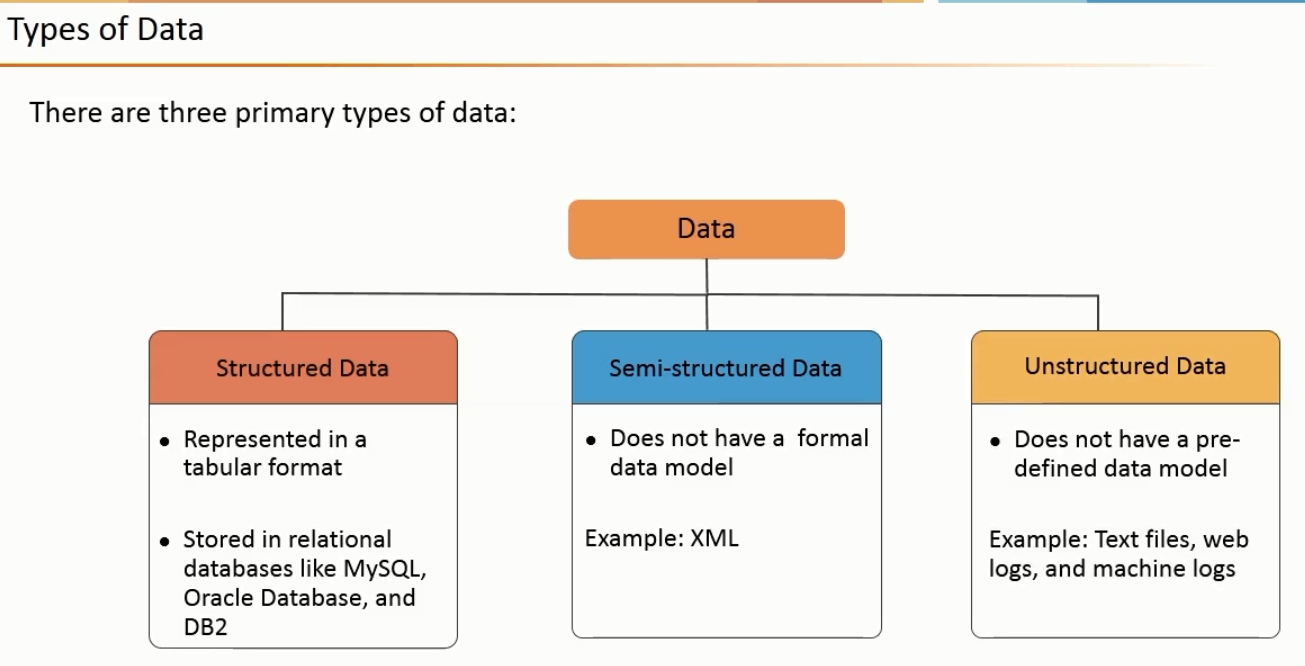 Types of Data
There are three primary types of data:
Data
Structured Data
● Represented in a
tabular format
● Stored in relational
databases like MySQL,
Oracle Database, and
DB2
Semi-structured Data
● Does not have a formal
data model
Example: XML
Unstructured Data
● Does not have a pre-
defined data model
Example: Text files, web
logs, and machine logs